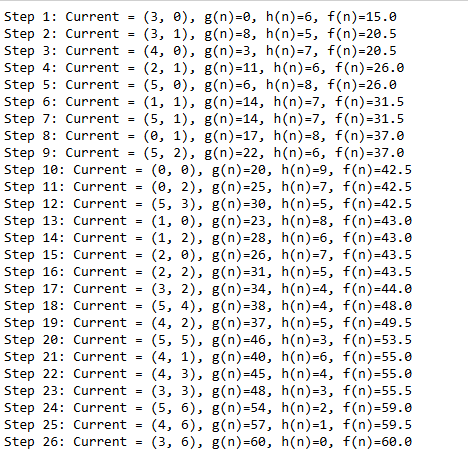 Step 1: Current = (3, 0), g(n)=0, h(n)=6, f(n)=15.0
Step 2: Current = (3, 1), g(n)=8, h(n)=5, f(n)=20.5
Step 3: Current = (4, 0), g(n)=3, h(n)=7, f(n)=20.5
Step 4: Current = (2, 1), g(n)=11, h(n)=6, f(n)=26.0
Step 5: Current = (5, 0), g(n)=6, h(n)=8, f(n)=26.0
Step 6: Current = (1, 1), g(n)=14, h(n)=7, f(n)=31.5
Step 7: Current = (5, 1), g(n)=14, h(n)=7, f(n)=31.5
Step 8: Current = (0, 1), g(n)=17, h(n)=8, f(n)=37.0
Step 9: Current = (5, 2), g(n)=22, h(n)=6, f(n)=37.0
Step 10: Current = (0, 0), g(n)=20, h(n)=9, f(n)=42.5
Step 11: Current = (0, 2), g(n)=25, h(n)=7, f(n)=42.5
Step 12: Current = (5, 3), g(n)=30, h(n)=5, f(n)=42.5
Step 13: Current = (1, 0), g(n)=23, h(n)=8, f(n)=43.0
Step 14: Current = (1, 2), g(n)=28, h(n)=6, f(n)=43.0
Step 15: Current = (2, 0), g(n)=26, h(n)=7, f(n)=43.5
Step 16: Current = (2, 2), g(n)=31, h(n)=5, f(n)=43.5
Step 17: Current = (3, 2), g(n)=34, h(n)=4, f(n)=44.0
Step 18: Current = (5, 4), g(n)=38, h(n)=4, f(n)=48.0
Step 19: Current = (4, 2), g(n)=37, h(n)=5, f(n)=49.5
Step 20: Current = (5, 5), g(n)=46, h(n)=3, f(n)=53.5
Step 21: Current = (4, 1), g(n)=40, h(n)=6, f(n)=55.0
Step 22: Current = (4, 3), g(n)=45, h(n)=4, f(n)=55.0
Step 23: Current = (3, 3), g(n)=48, h(n)=3, f(n)=55.5
Step 24: Current = (5, 6), g(n)=54, h(n)=2, f(n)=59.0
Step 25: Current = (4, 6), g(n)=57, h(n)=1, f(n)=59.5
Step 26: Current = (3, 6), g(n)=60, h(n)=0, f(n)=60.0